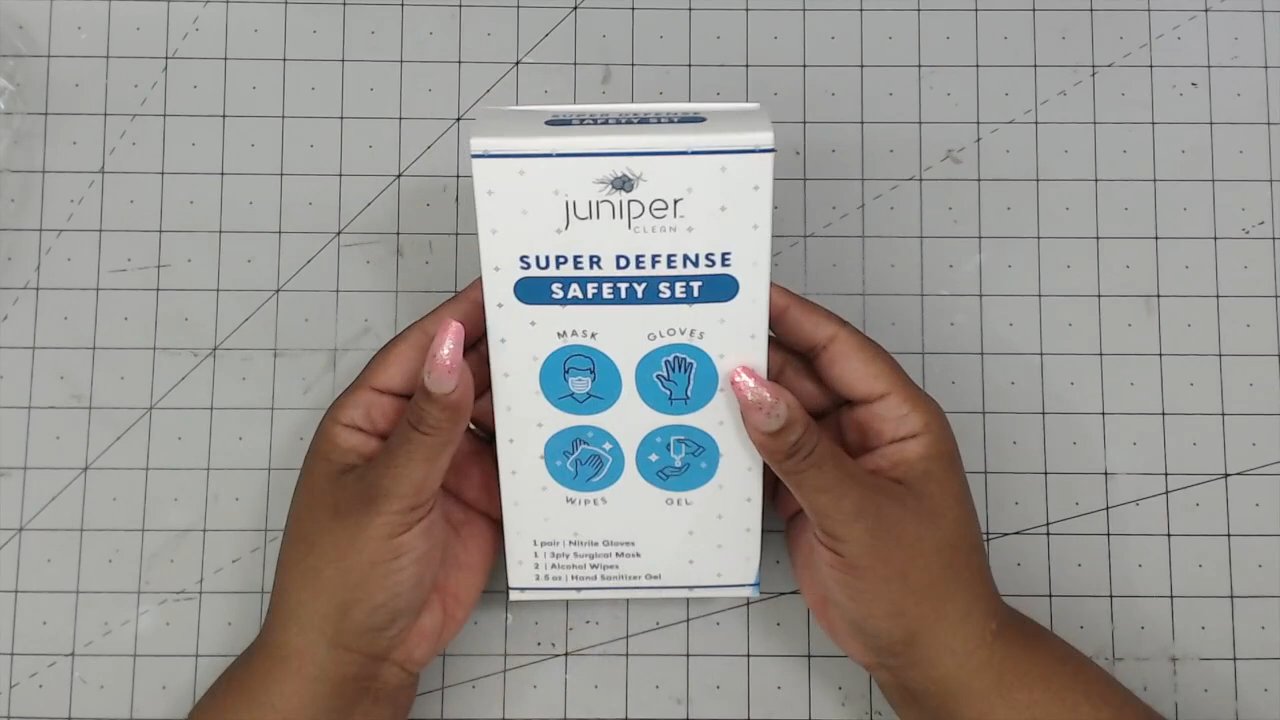 SUPER DEFENSE
SAFETY SET
juniper
CLEAN
SUPER DEFENSE
SAFETY SET
MASK GLOVES
WIPES GEL
1 pair | Nitrile Gloves
1 | 3ply Surgical Mask
2 | Alcohol Wipes
2.5 oz | Hand Sanitizer Gel